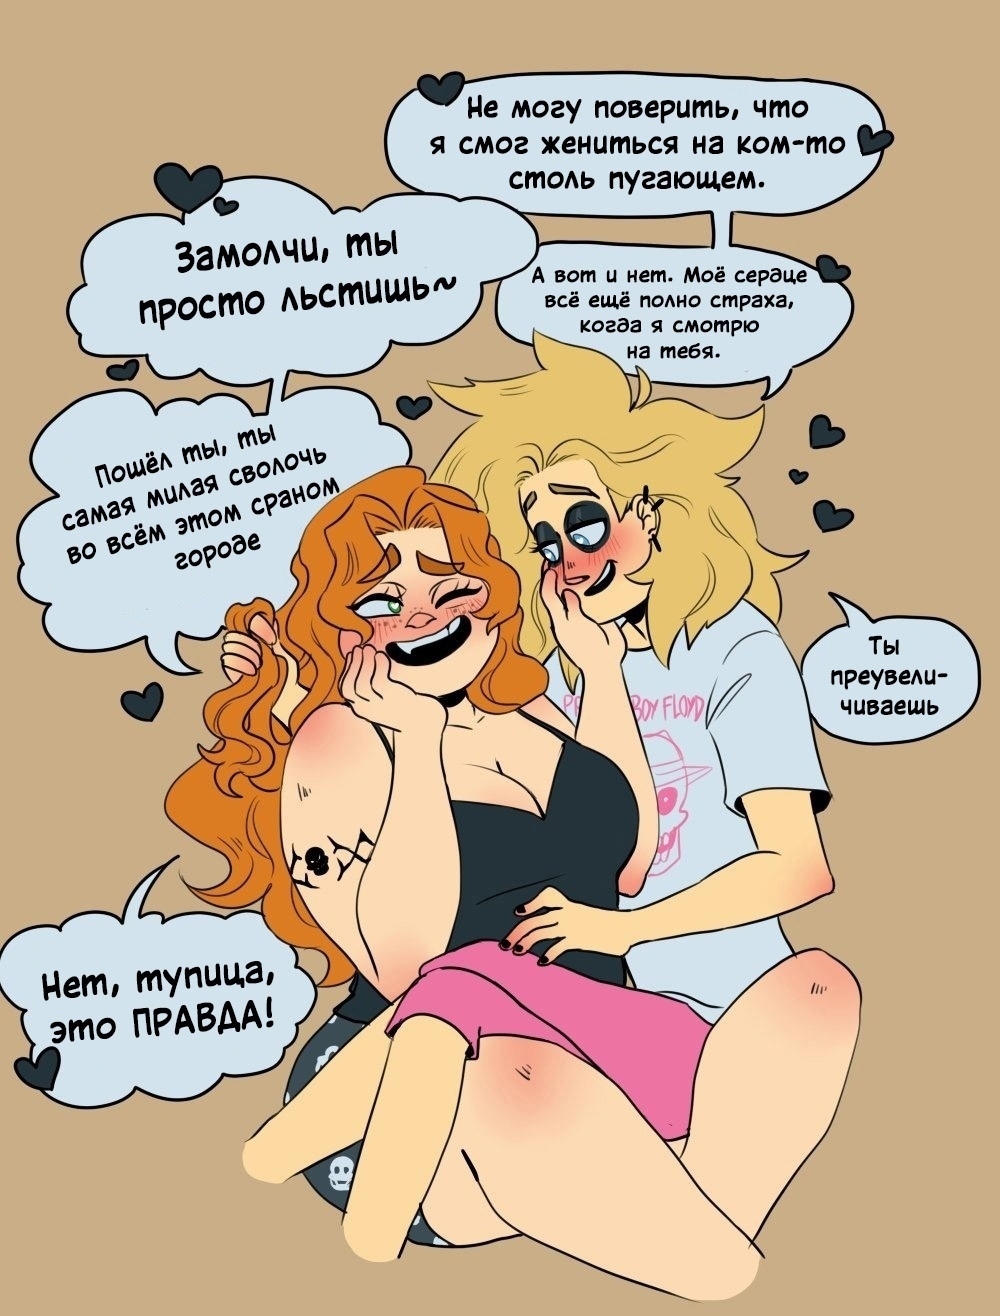 Не могу поверить, что
я смог жениться на ком-то
столь пугающем.
А вот и нет. Моё сердце
всё ещё полно страха,
когда я смотрю
на тебя.
Замолчи, ты
просто льстишь~
Пошёл ты, ты
самая милая сволочь
во всём этом сраном
городе
Ты
преувели-
чиваешь
Нет, тупица,
это ПРАВДА!
BOY FLOYD